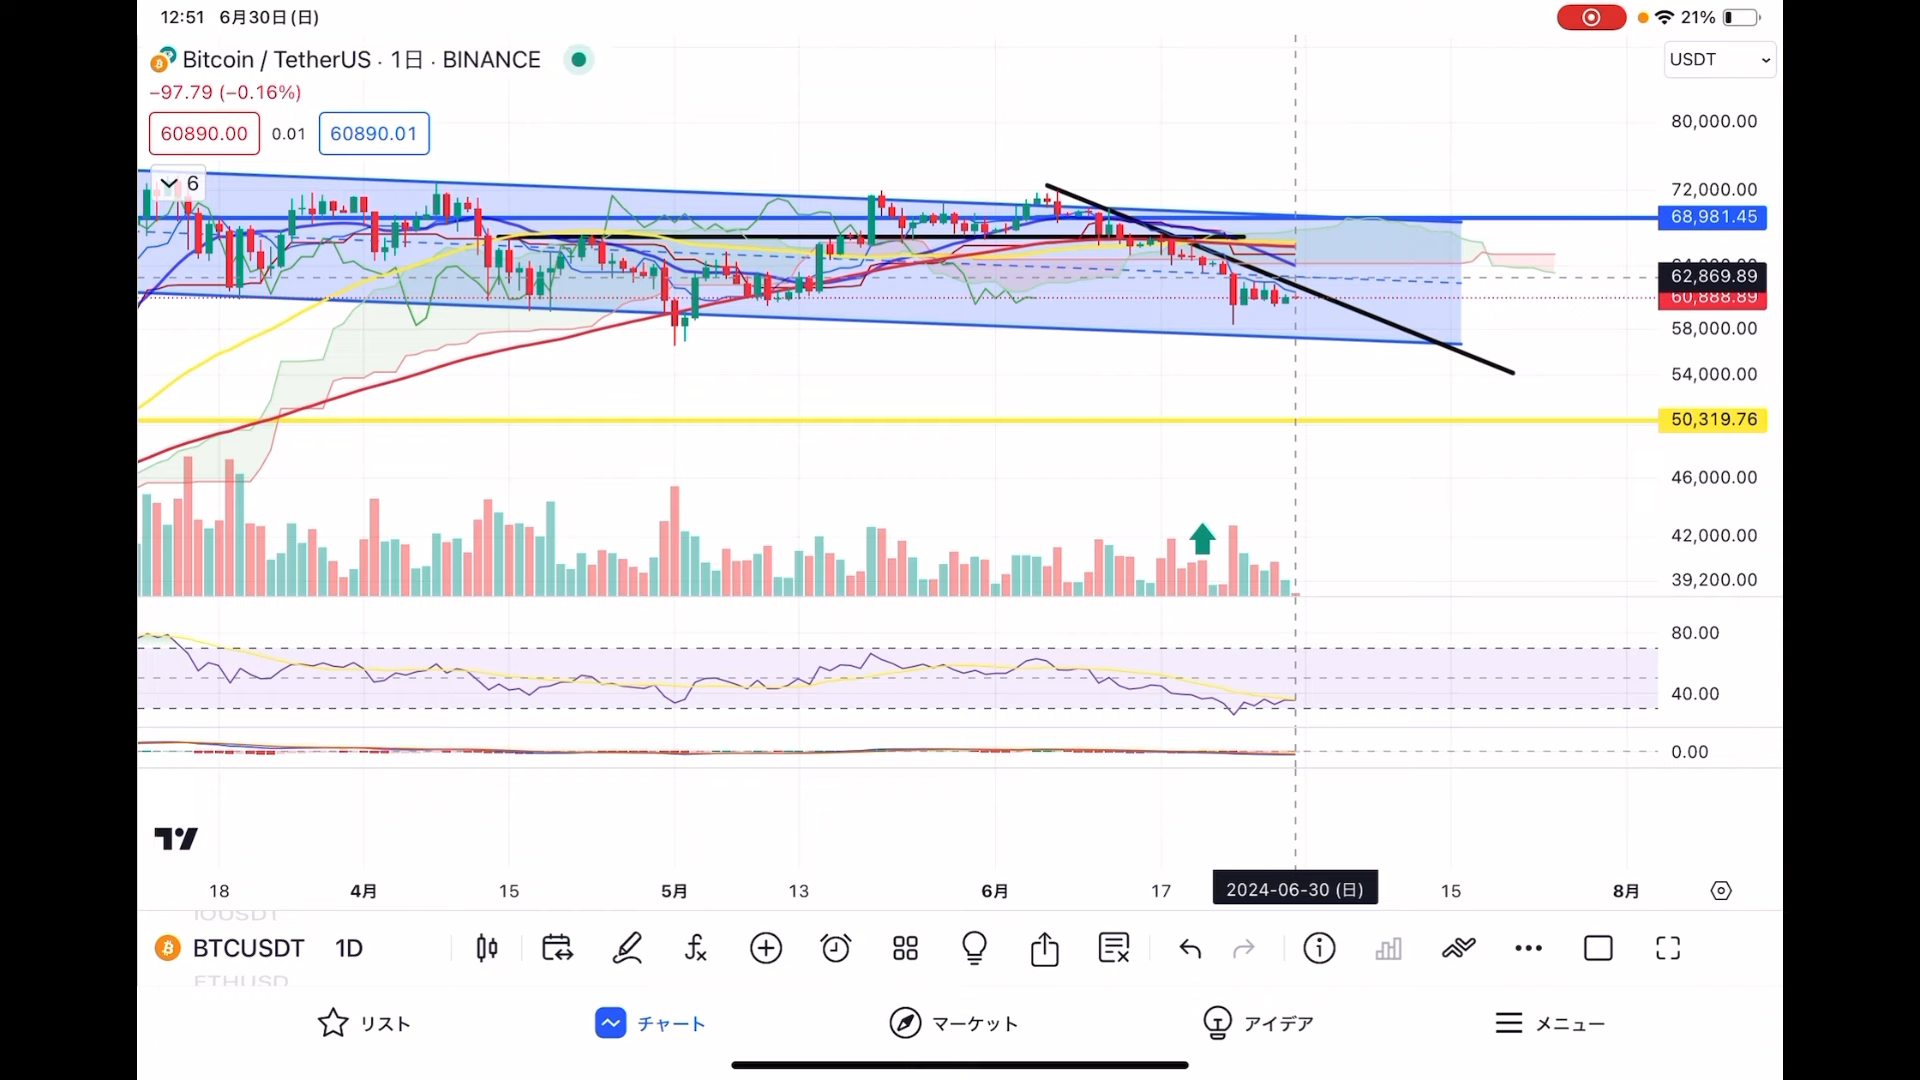 12:51 6月30日(日)
21%
Bitcoin / TetherUS · 1日 · BINANCE
USDT
−97.79 (−0.16%)
60890.00 0.01 60890.01
6
80,000.00
72,000.00
68,981.45
62,869.89
60,888.89
58,000.00
54,000.00
50,319.76
46,000.00
42,000.00
39,200.00
80.00
40.00
0.00
18 4月 15 5月 13 6月 17 2024-06-30 (日) 15 8月
BTCUSDT 1D
ETHUSD
リスト チャート マーケット アイデア メニュー